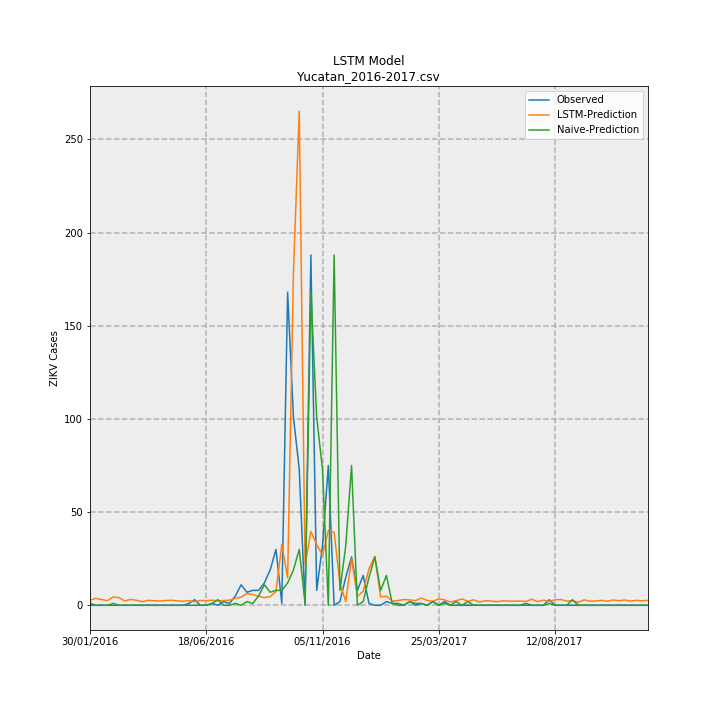 LSTM Model
Yucatan_2016-2017.csv
Observed
LSTM-Prediction
Naive-Prediction
250
200
150
100
50
0
ZIKV Cases
30/01/2016 18/06/2016 05/11/2016 25/03/2017 12/08/2017
Date